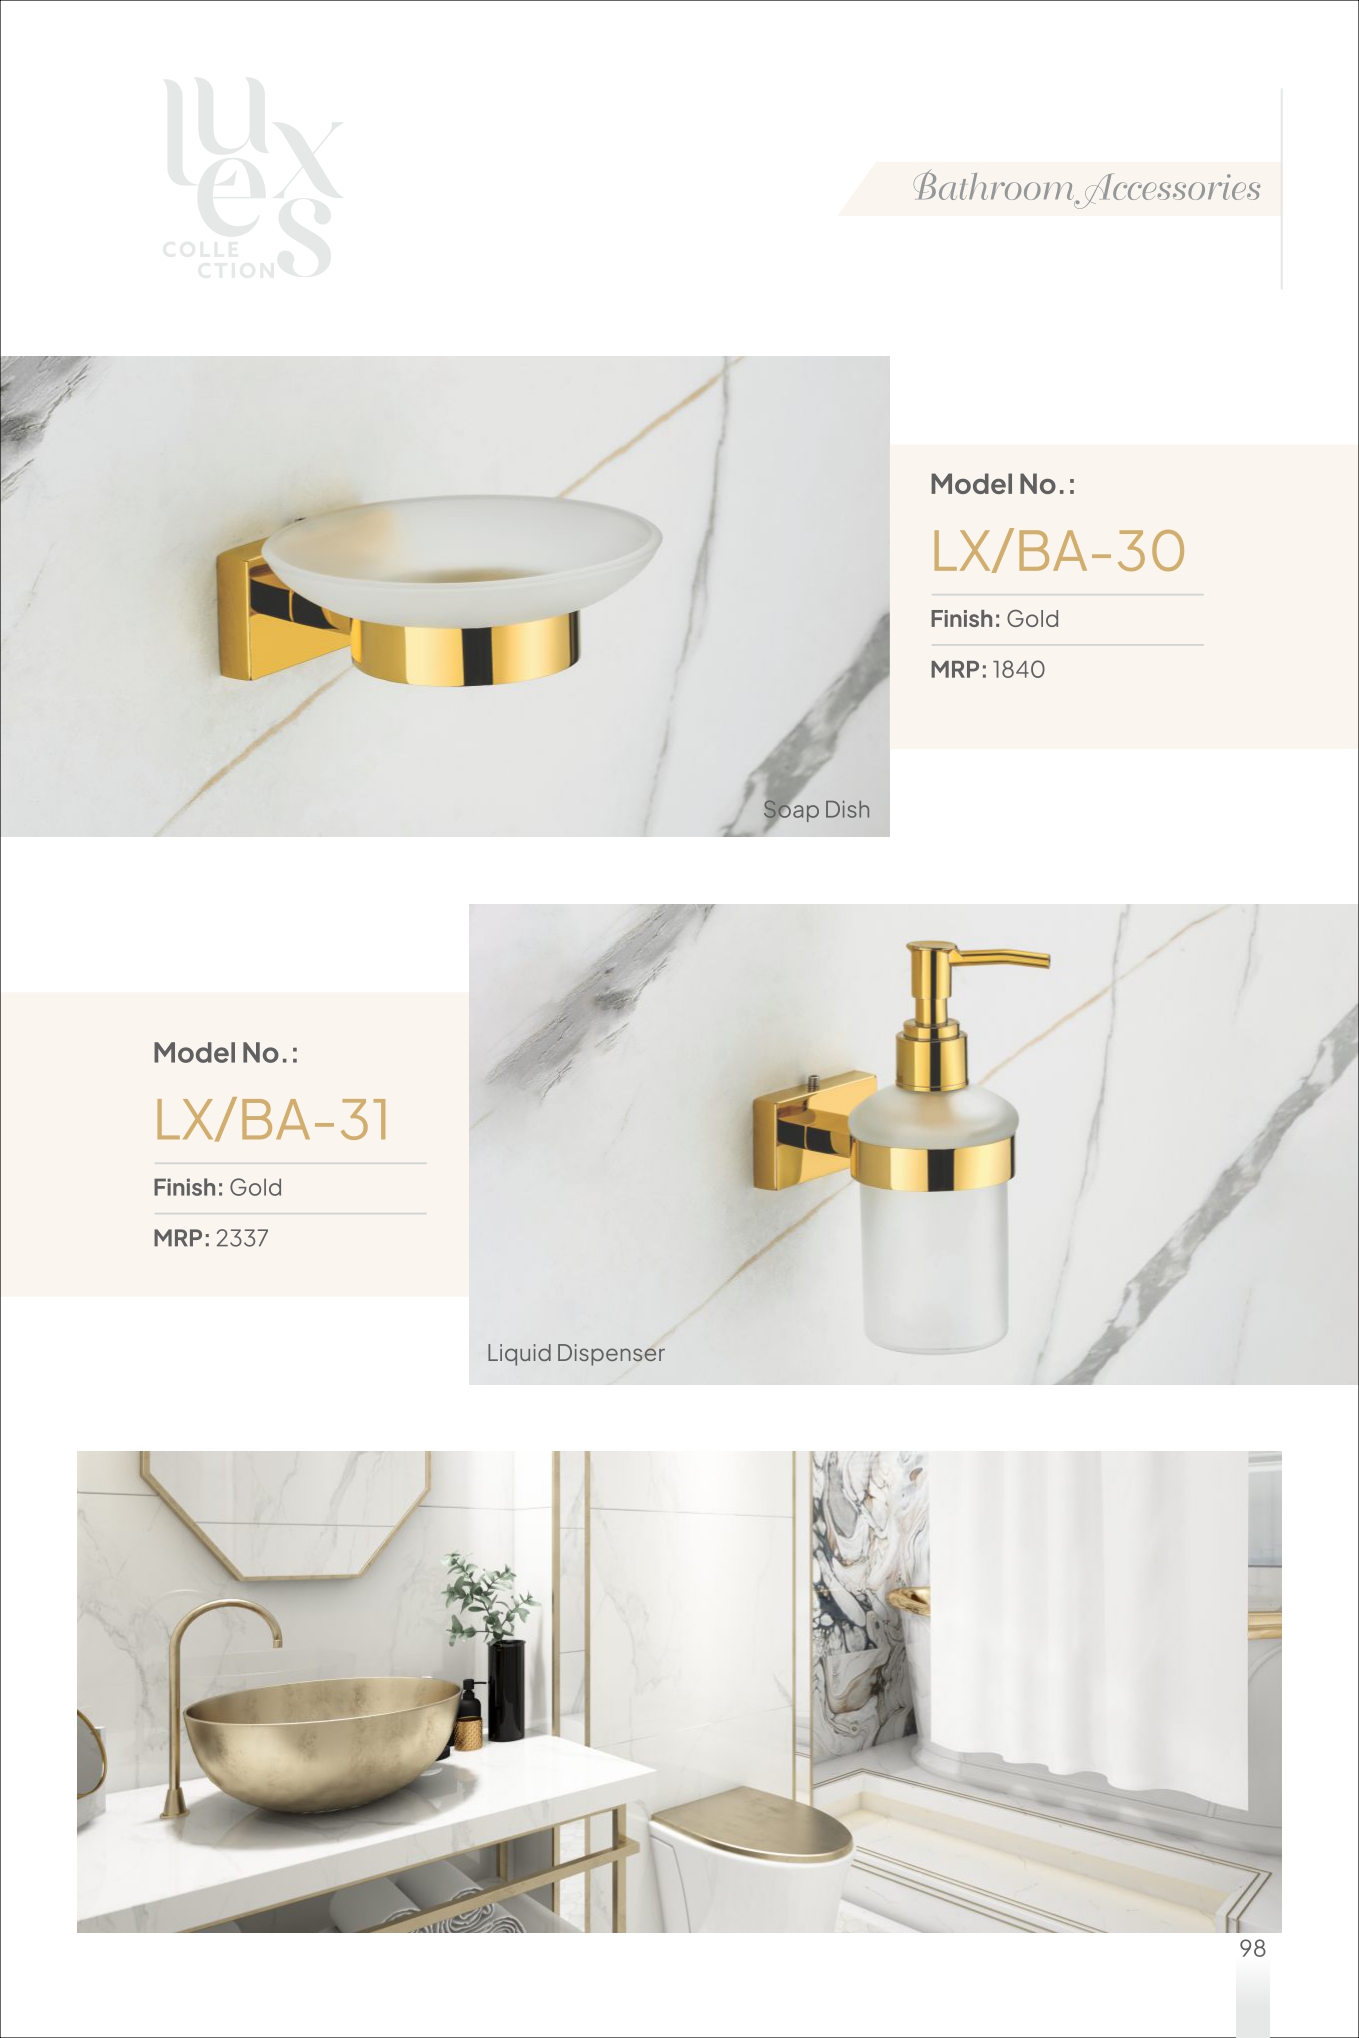 luxes
COLLE
CTION
Bathroom Accessories
Model No.:
LX/BA-30
Finish: Gold
MRP: 1840
Soap Dish
Model No.:
LX/BA-31
Finish: Gold
MRP: 2337
Liquid Dispenser
98